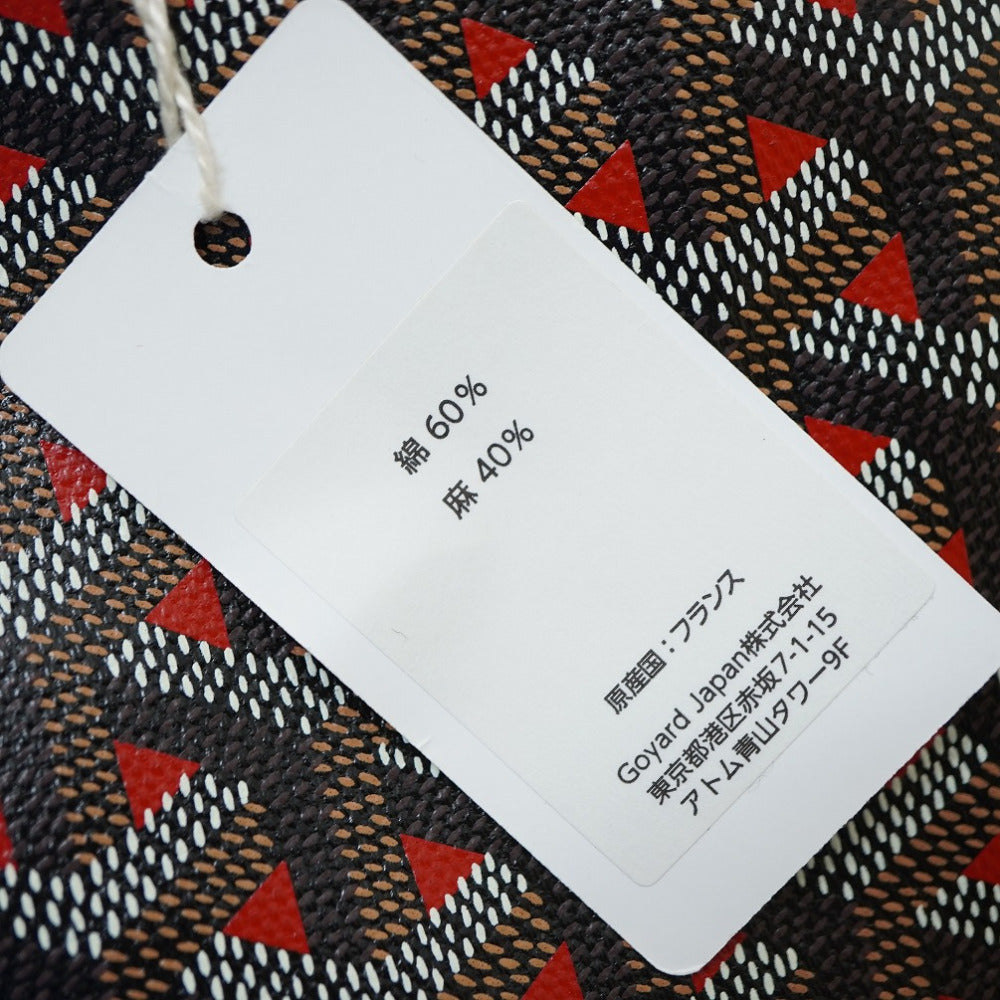 綿 60%
麻 40%
原産国：フランス
Goyard Japan株式会社
東京都港区赤坂7-1-15
アトム青山タワー9F